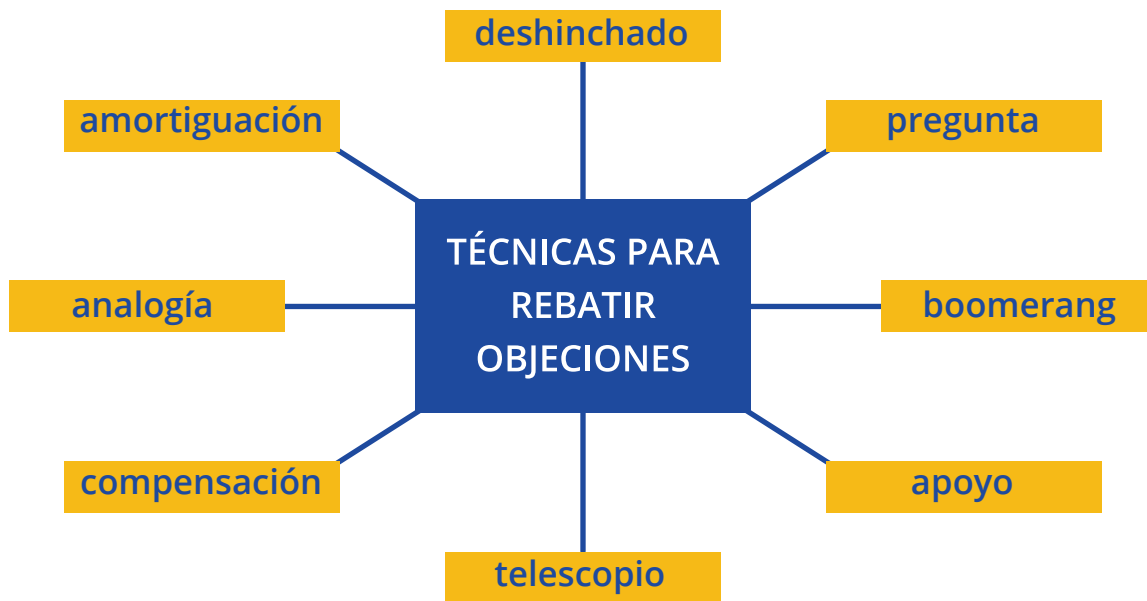 deshinchado
amortiguación
pregunta
TÉCNICAS PARA
REBATIR
OBJECIONES
analogía
boomerang
compensación
apoyo
telescopio